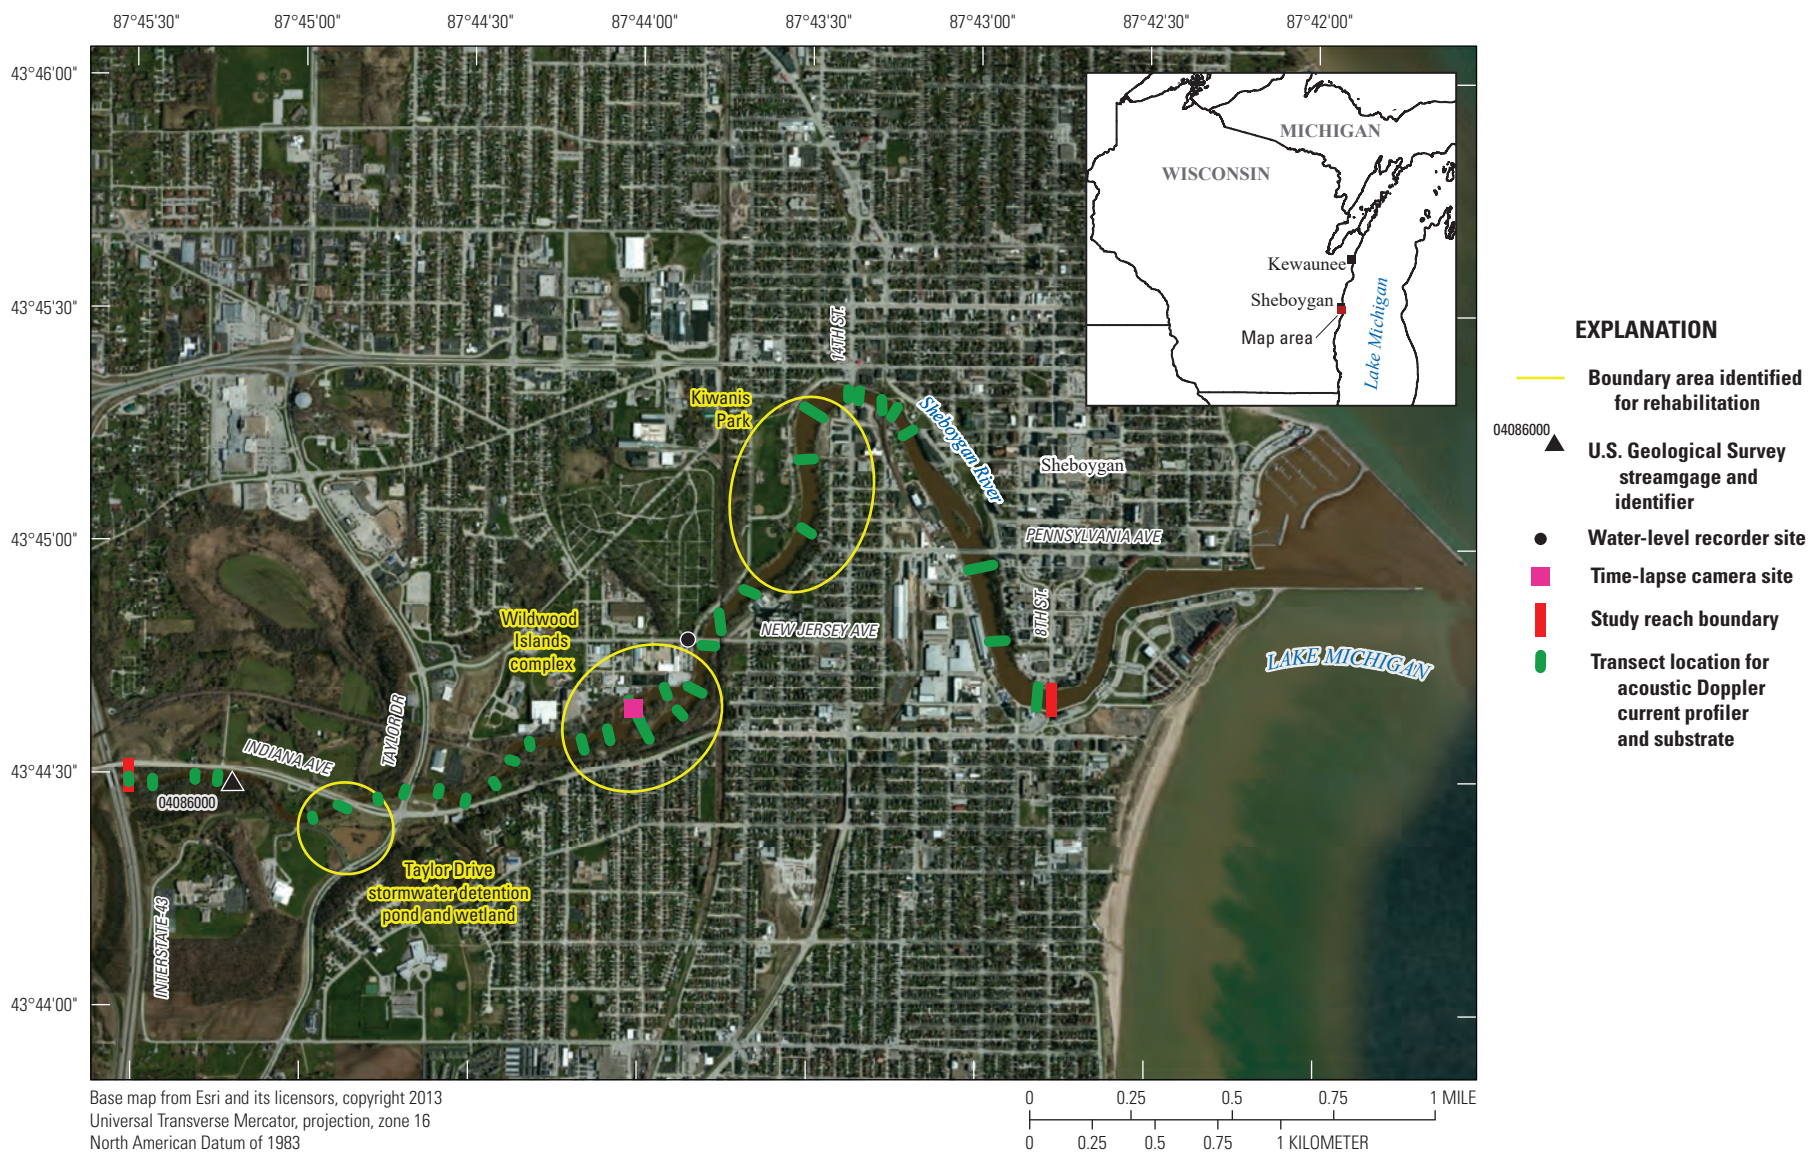 87°45'30"
87°45'00"
87°44'30"
87°44'00"
87°43'30"
87°43'00"
87°42'30"
87°42'00"
43°46'00"
43°45'30"
43°45'00"
43°44'30"
43°44'00"
MICHIGAN
WISCONSIN
Kewaunee
Sheboygan
Map area
Lake Michigan
14TH ST.
Kiwanis
Park
Sheboygan River
Sheboygan
PENNSYLVANIA AVE
8TH ST.
NEW JERSEY AVE
Wildwood
Islands
complex
LAKE MICHIGAN
TAYLOR DR
INDIANA AVE
04086000
Taylor Drive
stormwater detention
pond and wetland
INTERSTATE-43
EXPLANATION
Boundary area identified
for rehabilitation
04086000
U.S. Geological Survey
streamgage and
identifier
Water-level recorder site
Time-lapse camera site
Study reach boundary
Transect location for
acoustic Doppler
current profiler
and substrate
Base map from Esri and its licensors, copyright 2013
Universal Transverse Mercator, projection, zone 16
North American Datum of 1983
0 0.25 0.5 0.75 1 MILE
0 0.25 0.5 0.75 1 KILOMETER